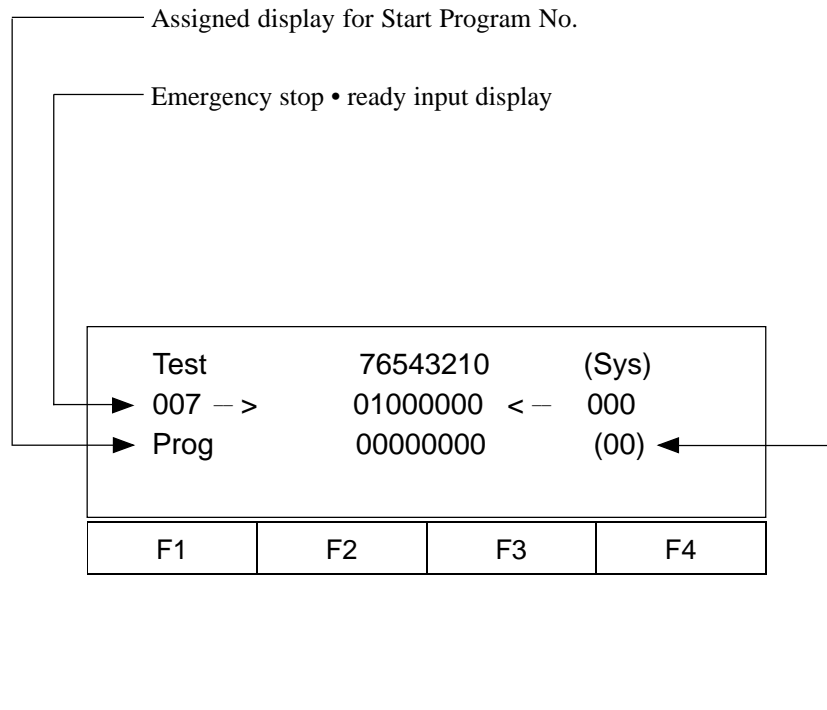 Assigned display for Start Program No.
Emergency stop • ready input display
Test 76543210 (Sys)
007 —> 01000000 <— 000
Prog 00000000 (00)
F1 F2 F3 F4